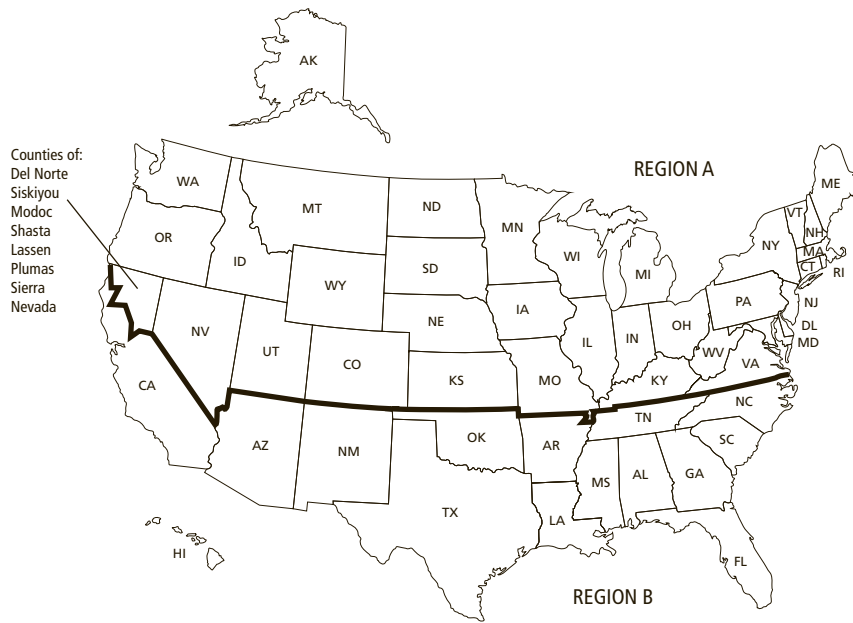 AK
REGION A
Counties of:
Del Norte
Siskiyou
Modoc
Shasta
Lassen
Plumas
Sierra
Nevada
WA
MT
ND
MN
ME
VT
NH
OR
ID
WY
SD
WI
MI
NY
MA
CT
RI
NV
UT
CO
NE
IA
IL
IN
OH
PA
NJ
DL
MD
CA
KS
MO
KY
WV
VA
AZ
NM
OK
AR
TN
NC
SC
TX
LA
MS
AL
GA
FL
HI
REGION B